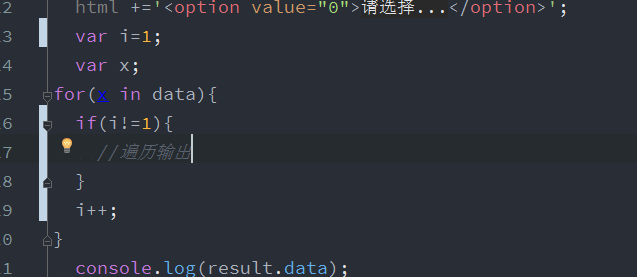 2 html +='<option value="0">请选择...</option>';
3 var i=1;
4 var x;
5 for(x in data){
6 if(i!=1){
7 //遍历输出
8 }
9 i++;
0 }
1 console.log(result.data);